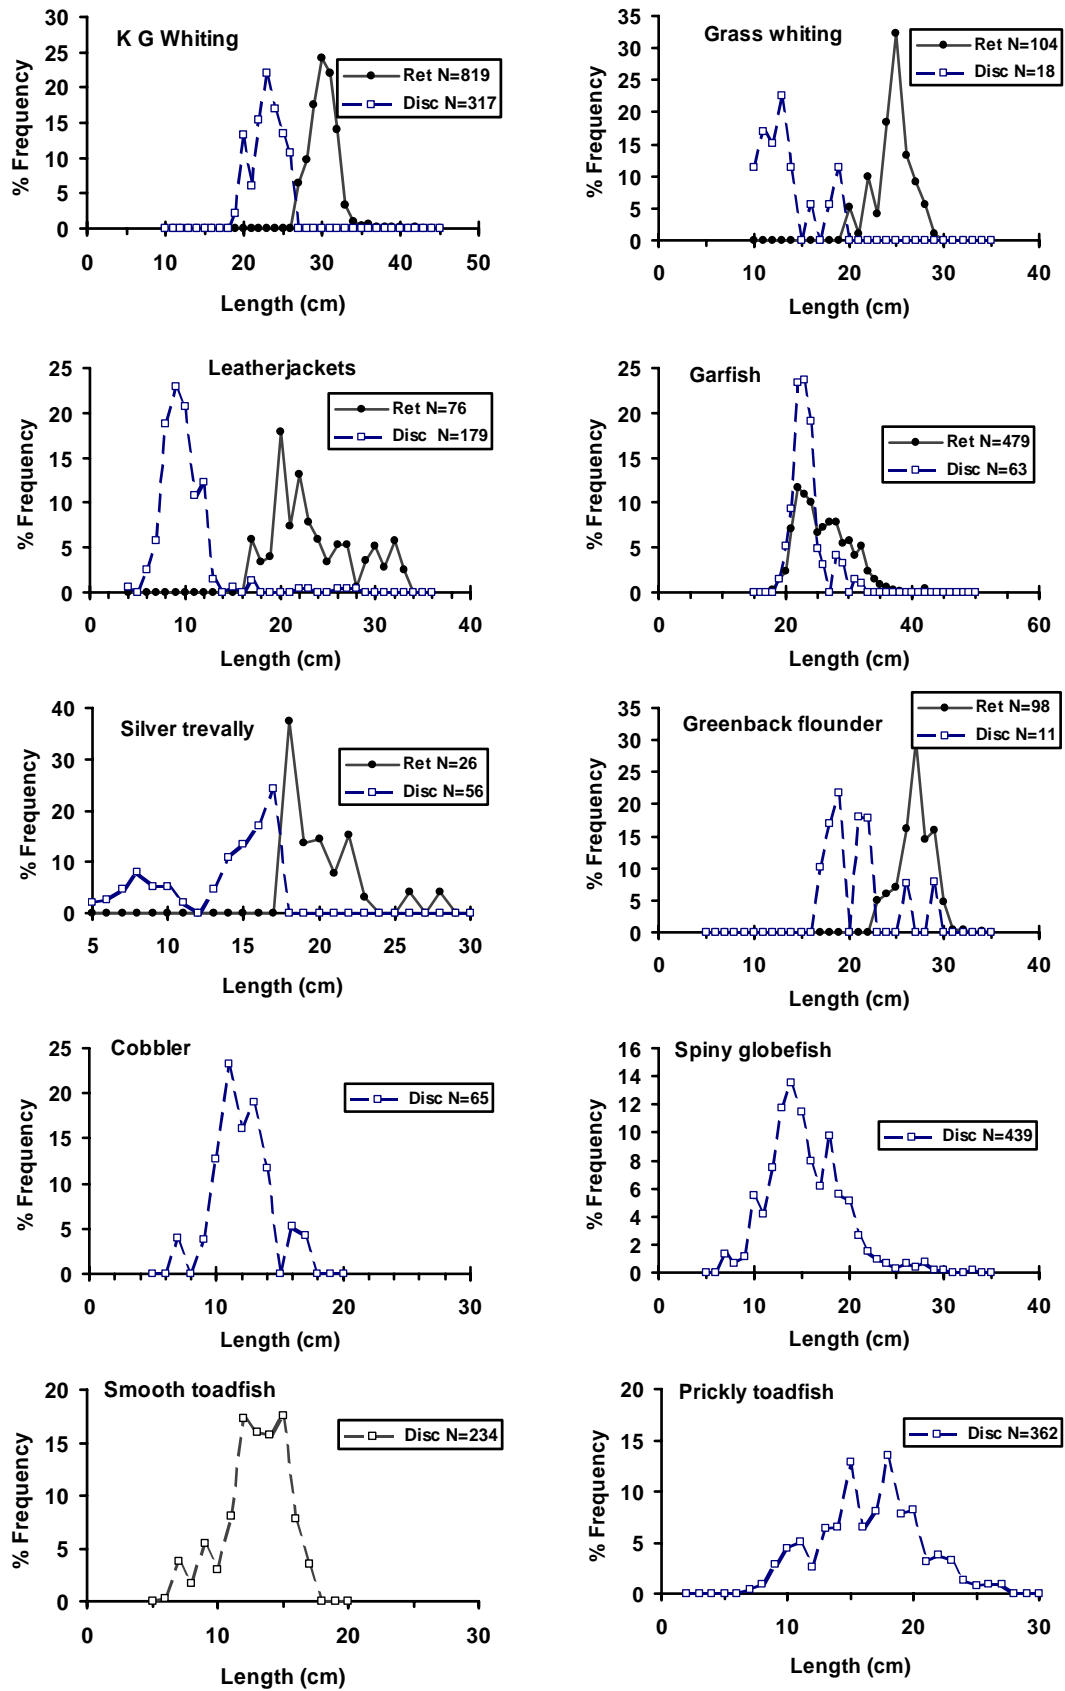 K G Whiting
30
25
20
15
10
5
0
% Frequency
Ret N=819
Disc N=317
0 10 20 30 40 50
Length (cm)
Grass whiting
35
30
25
20
15
10
5
0
% Frequency
Ret N=104
Disc N=18
0 10 20 30 40
Length (cm)
Leatherjackets
25
20
15
10
5
0
% Frequency
Ret N=76
Disc N=179
0 10 20 30 40
Length (cm)
Garfish
25
20
15
10
5
0
% Frequency
Ret N=479
Disc N=63
0 20 40 60
Length (cm)
Silver trevally
40
30
20
10
0
% Frequency
Ret N=26
Disc N=56
5 10 15 20 25 30
Length (cm)
Greenback flounder
35
30
25
20
15
10
5
0
% Frequency
Ret N=98
Disc N=11
0 10 20 30 40
Length (cm)
Cobbler
25
20
15
10
5
0
% Frequency
Disc N=65
0 10 20 30
Length (cm)
Spiny globefish
16
14
12
10
8
6
4
2
0
% Frequency
Disc N=439
0 10 20 30 40
Length (cm)
Smooth toadfish
20
15
10
5
0
% Frequency
Disc N=234
0 10 20 30
Length (cm)
Prickly toadfish
20
15
10
5
0
% Frequency
Disc N=362
0 10 20 30
Length (cm)